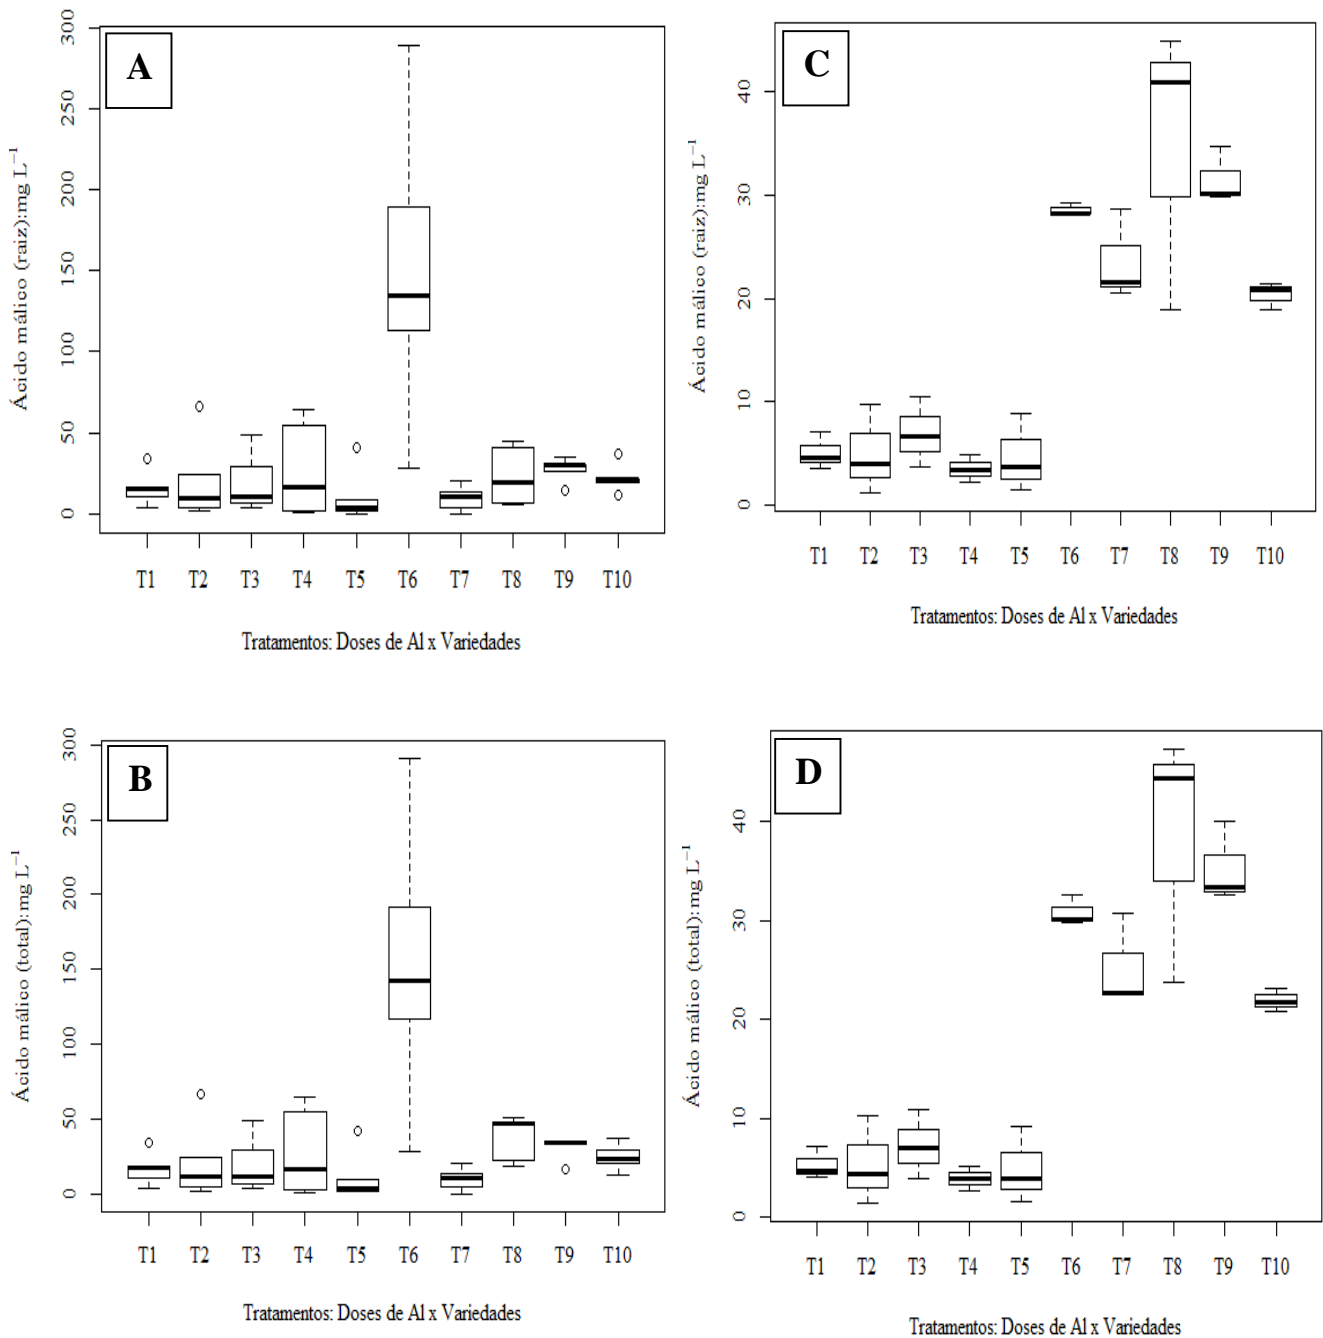 A
Ácido málico (raiz):mg L⁻¹
300
250
200
150
100
50
0
T1 T2 T3 T4 T5 T6 T7 T8 T9 T10
Tratamentos: Doses de Al x Variedades
C
Ácido málico (raiz):mg L⁻¹
40
30
20
10
0
T1 T2 T3 T4 T5 T6 T7 T8 T9 T10
Tratamentos: Doses de Al x Variedades
B
Ácido málico (total):mg L⁻¹
300
250
200
150
100
50
0
T1 T2 T3 T4 T5 T6 T7 T8 T9 T10
Tratamentos: Doses de Al x Variedades
D
Ácido málico (total):mg L⁻¹
40
30
20
10
0
T1 T2 T3 T4 T5 T6 T7 T8 T9 T10
Tratamentos: Doses de Al x Variedades